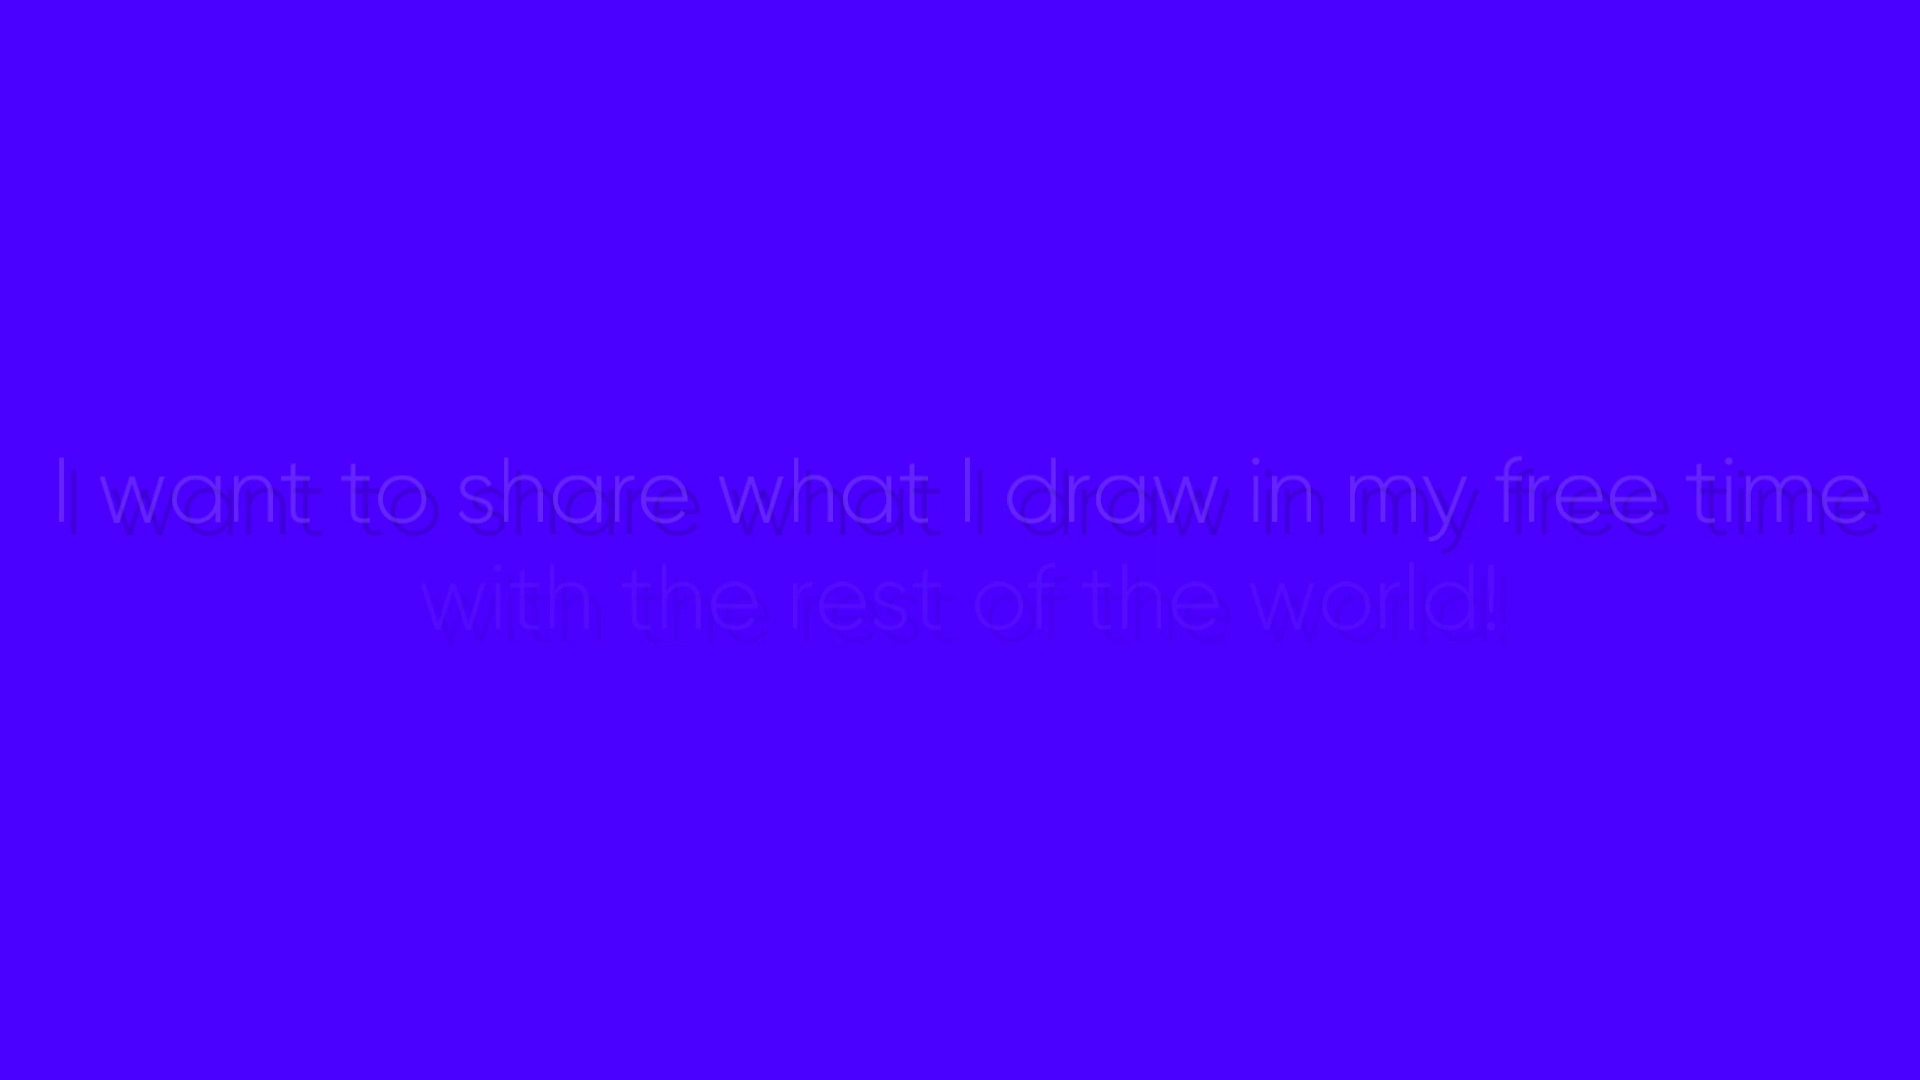 I want to share what I draw in my free time
with the rest of the world!